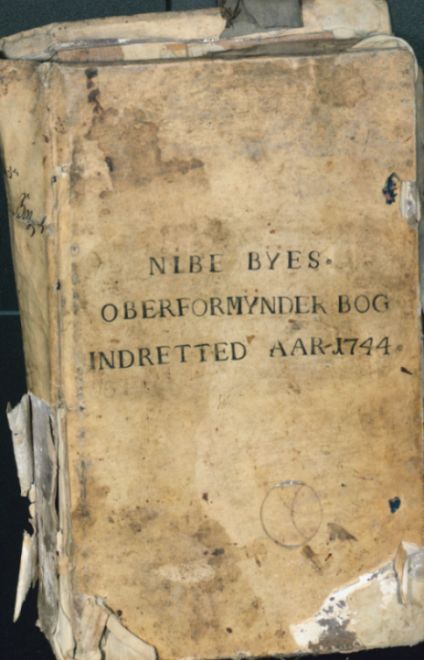 NIBE BYES.
OBERFORMYNDER BOG
INDRETTED AAR-1744.